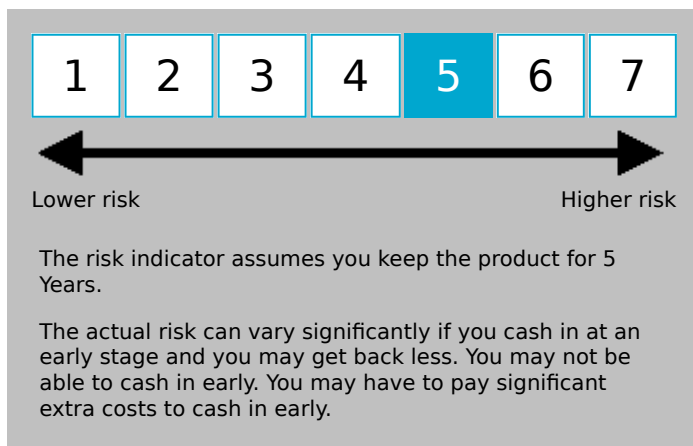 1 2 3 4 5 6 7
Lower risk Higher risk
The risk indicator assumes you keep the product for 5
Years.
The actual risk can vary significantly if you cash in at an
early stage and you may get back less. You may not be
able to cash in early. You may have to pay significant
extra costs to cash in early.